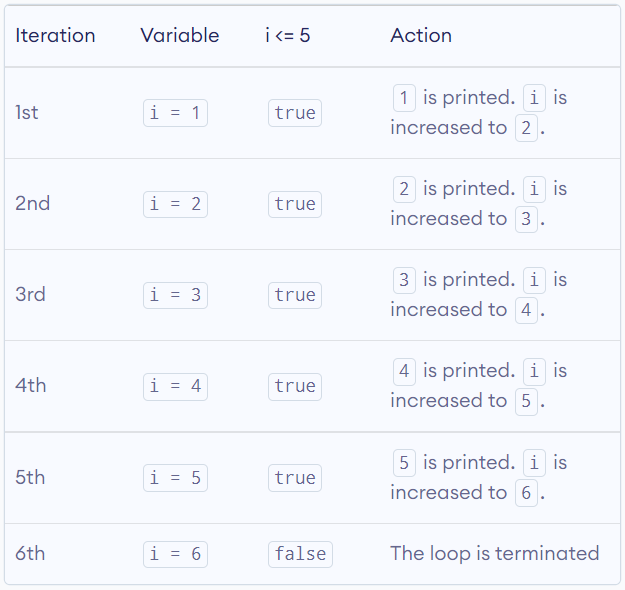 Iteration Variable i <= 5 Action
1st i = 1 true 1 is printed. i is
increased to 2.
2nd i = 2 true 2 is printed. i is
increased to 3.
3rd i = 3 true 3 is printed. i is
increased to 4.
4th i = 4 true 4 is printed. i is
increased to 5.
5th i = 5 true 5 is printed. i is
increased to 6.
6th i = 6 false The loop is terminated